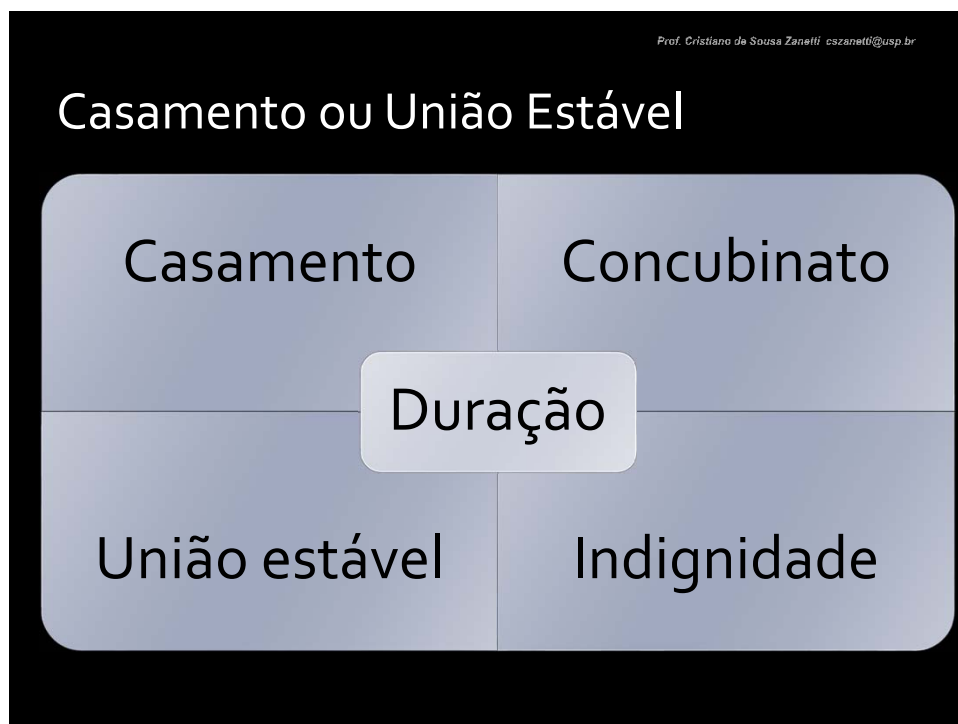 Prof. Cristiano de Sousa Zanetti cszanetti@usp.br
Casamento ou União Estável
Casamento
Concubinato
Duração
União estável
Indignidade